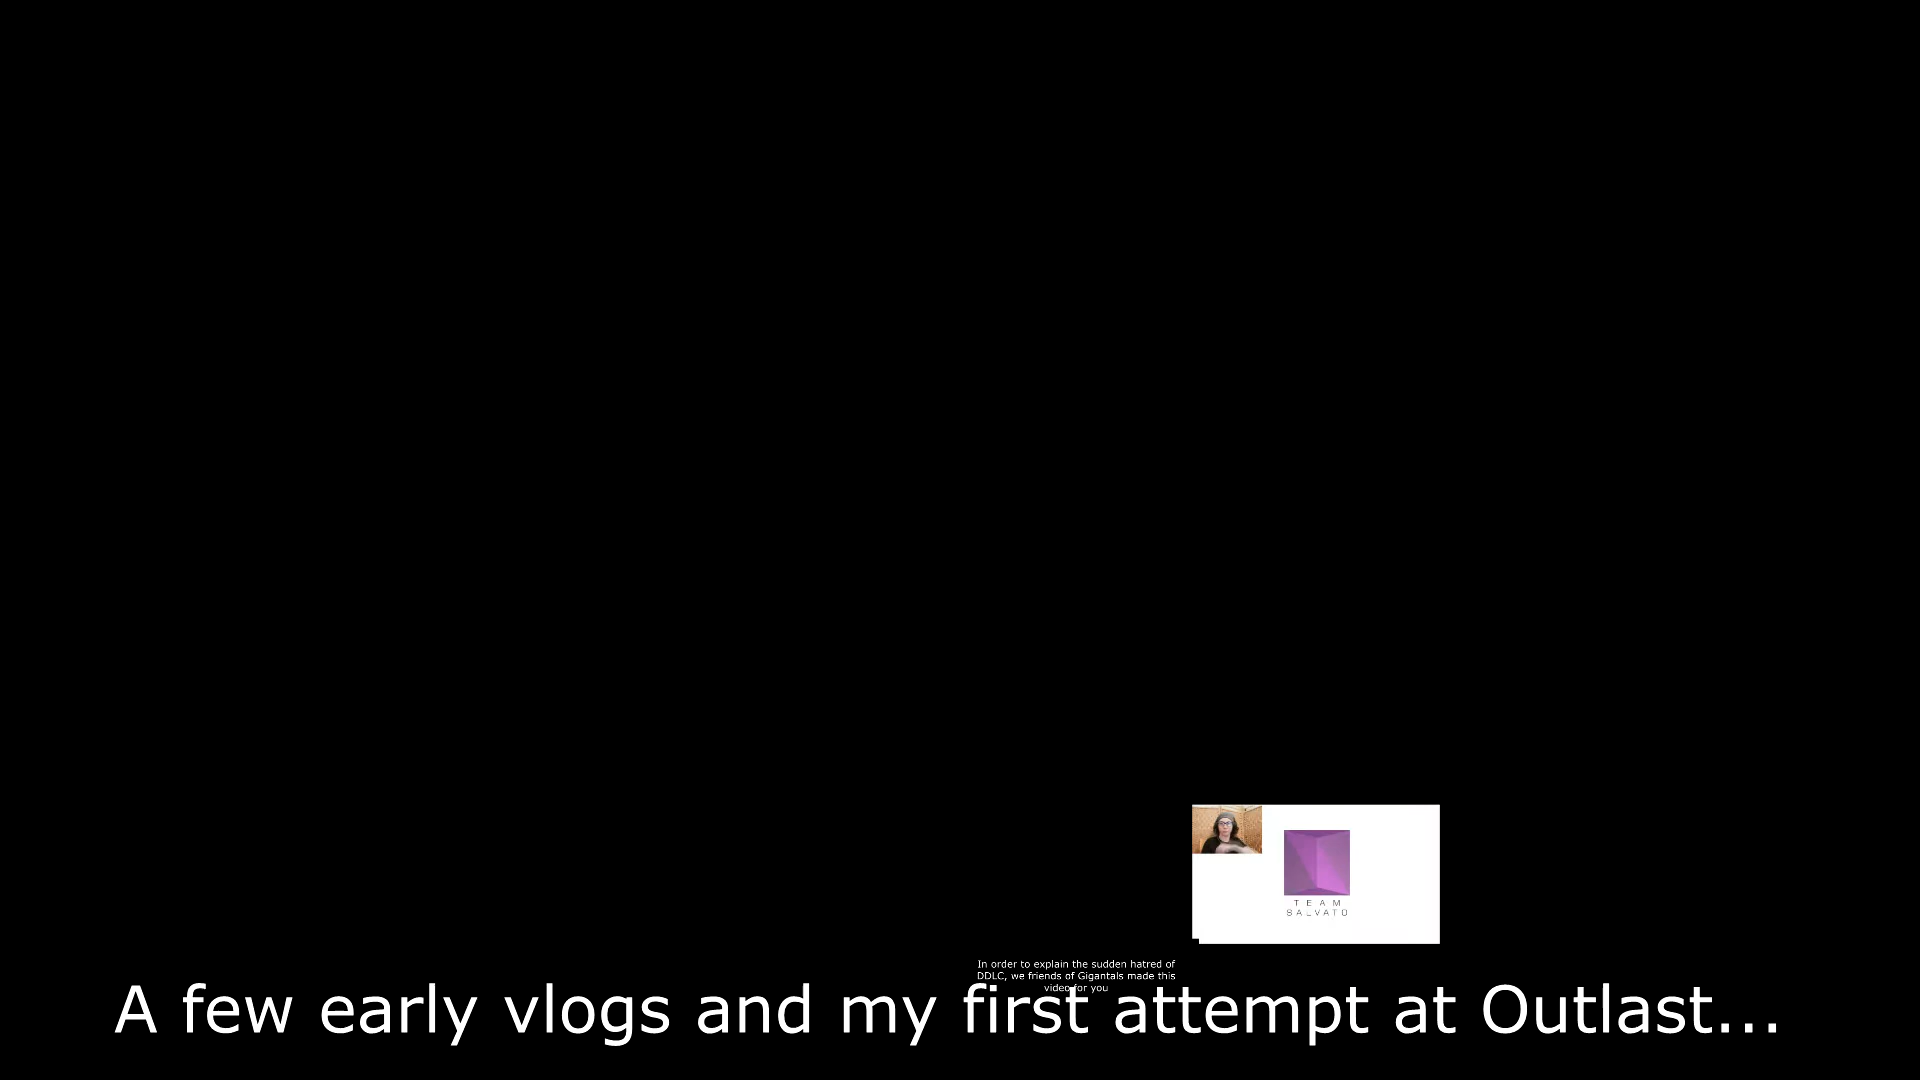 TEAM
SALVATO
In order to explain the sudden hatred of
DDLC, we friends of Gigantals made this
video for you
A few early vlogs and my first attempt at Outlast...